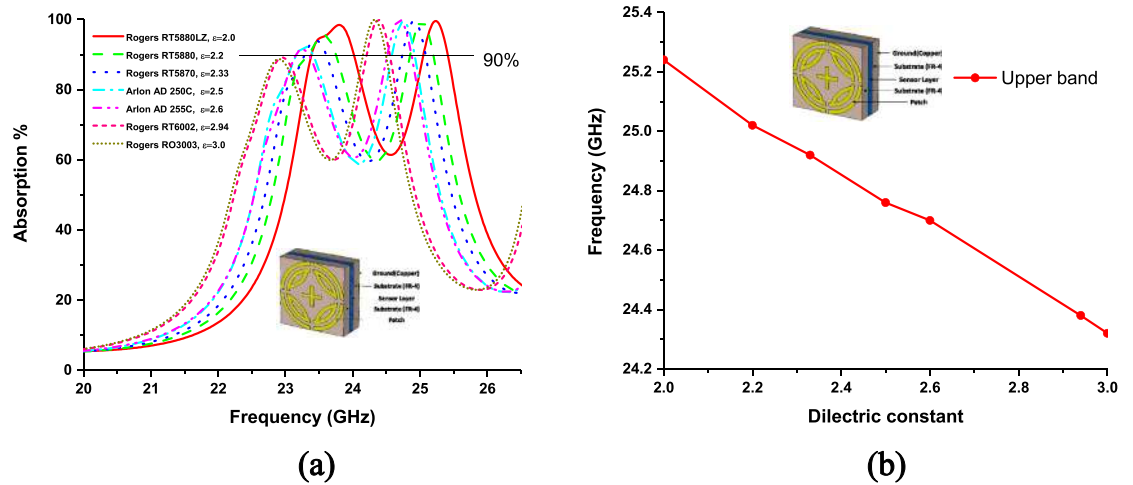 100
80
60
40
20
0
Absorption %
Rogers RT5880LZ, ε=2.0
Rogers RT5880, ε=2.2
Rogers RT5870, ε=2.33
Arlon AD 250C, ε=2.5
Arlon AD 255C, ε=2.6
Rogers RT6002, ε=2.94
Rogers RO3003, ε=3.0
90%
Ground(Copper)
Substrate (FR-4)
Sensor Layer
Substrate (FR-4)
Patch
20 21 22 23 24 25 26
Frequency (GHz)
(a)
25.4
25.2
25.0
24.8
24.6
24.4
24.2
Frequency (GHz)
Ground(Copper)
Substrate (FR-4)
Sensor Layer
Substrate (FR-4)
Patch
Upper band
2.0 2.2 2.4 2.6 2.8 3.0
Dilectric constant
(b)